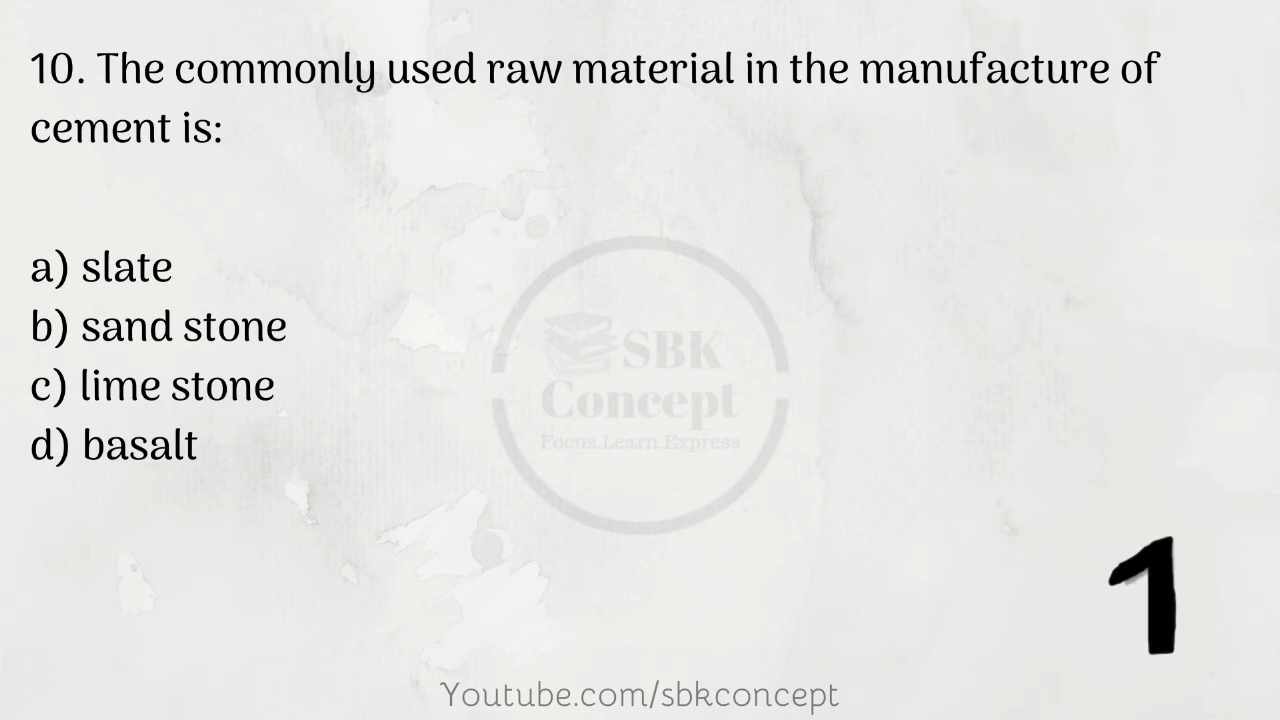 10. The commonly used raw material in the manufacture of
cement is:
a) slate
b) sand stone
c) lime stone
d) basalt
SBK
Concept
Focus.Learn.Express
1
Youtube.com/sbkconcept